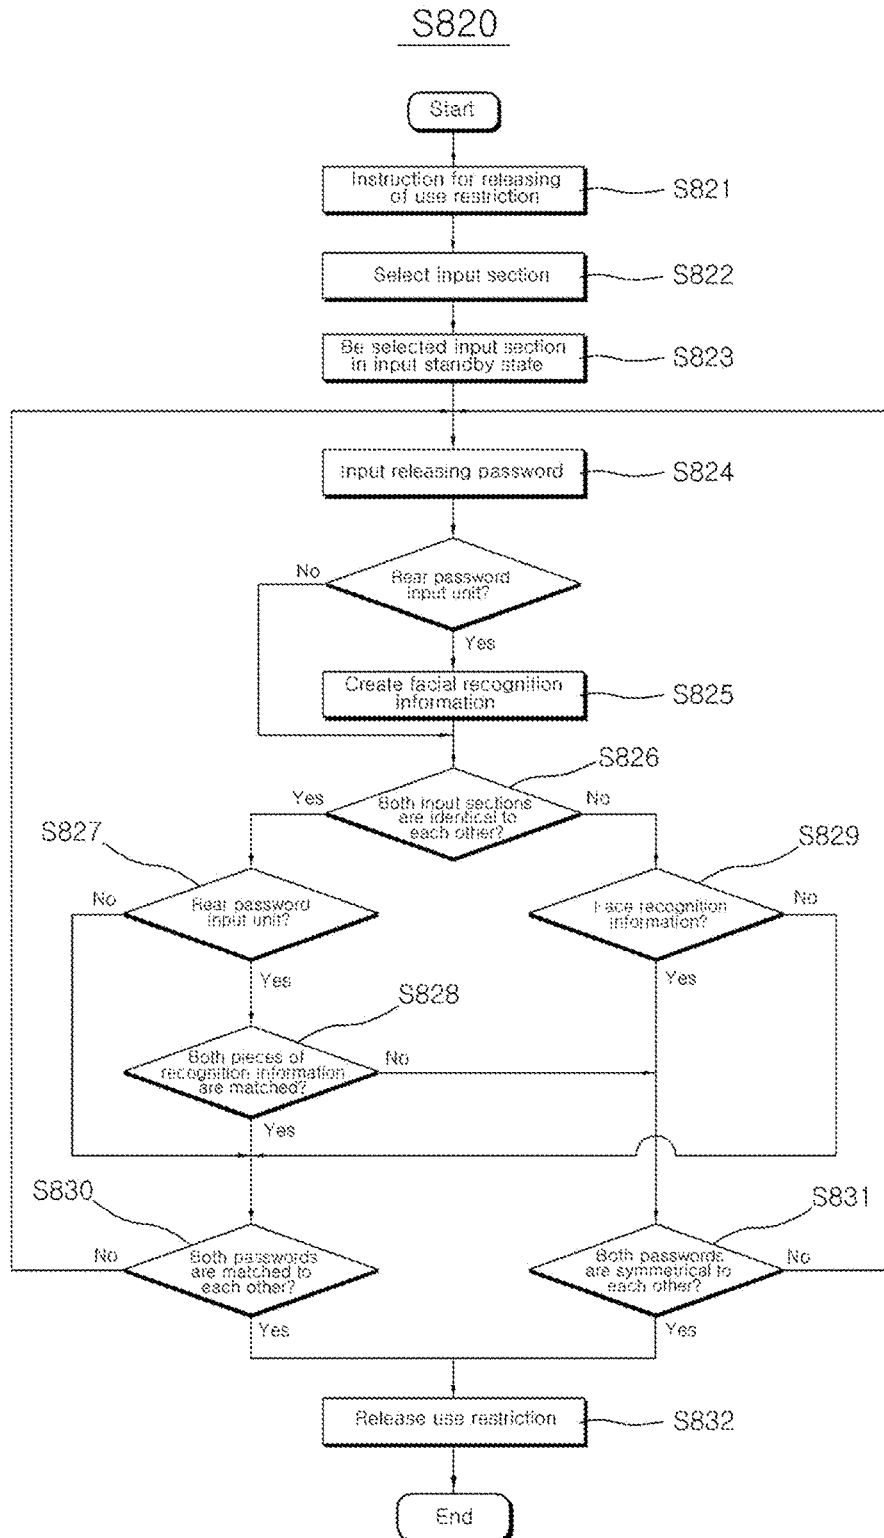 S820
Start
Instruction for releasing
of use restriction
S821
Select input section
S822
Be selected input section
in input standby state
S823
Input releasing password
S824
No
Rear password
input unit?
Yes
Create facial recognition
information
S825
S826
Yes
Both input sections
are identical to
each other?
No
S827
S829
No
Rear password
input unit?
Face recognition
information?
No
Yes
Yes
S828
Both pieces of
recognition information
are matched?
No
Yes
S830
S831
No
Both passwords
are matched to
each other?
Both passwords
are symmetrical to
each other?
No
Yes
Yes
Release use restriction
S832
End